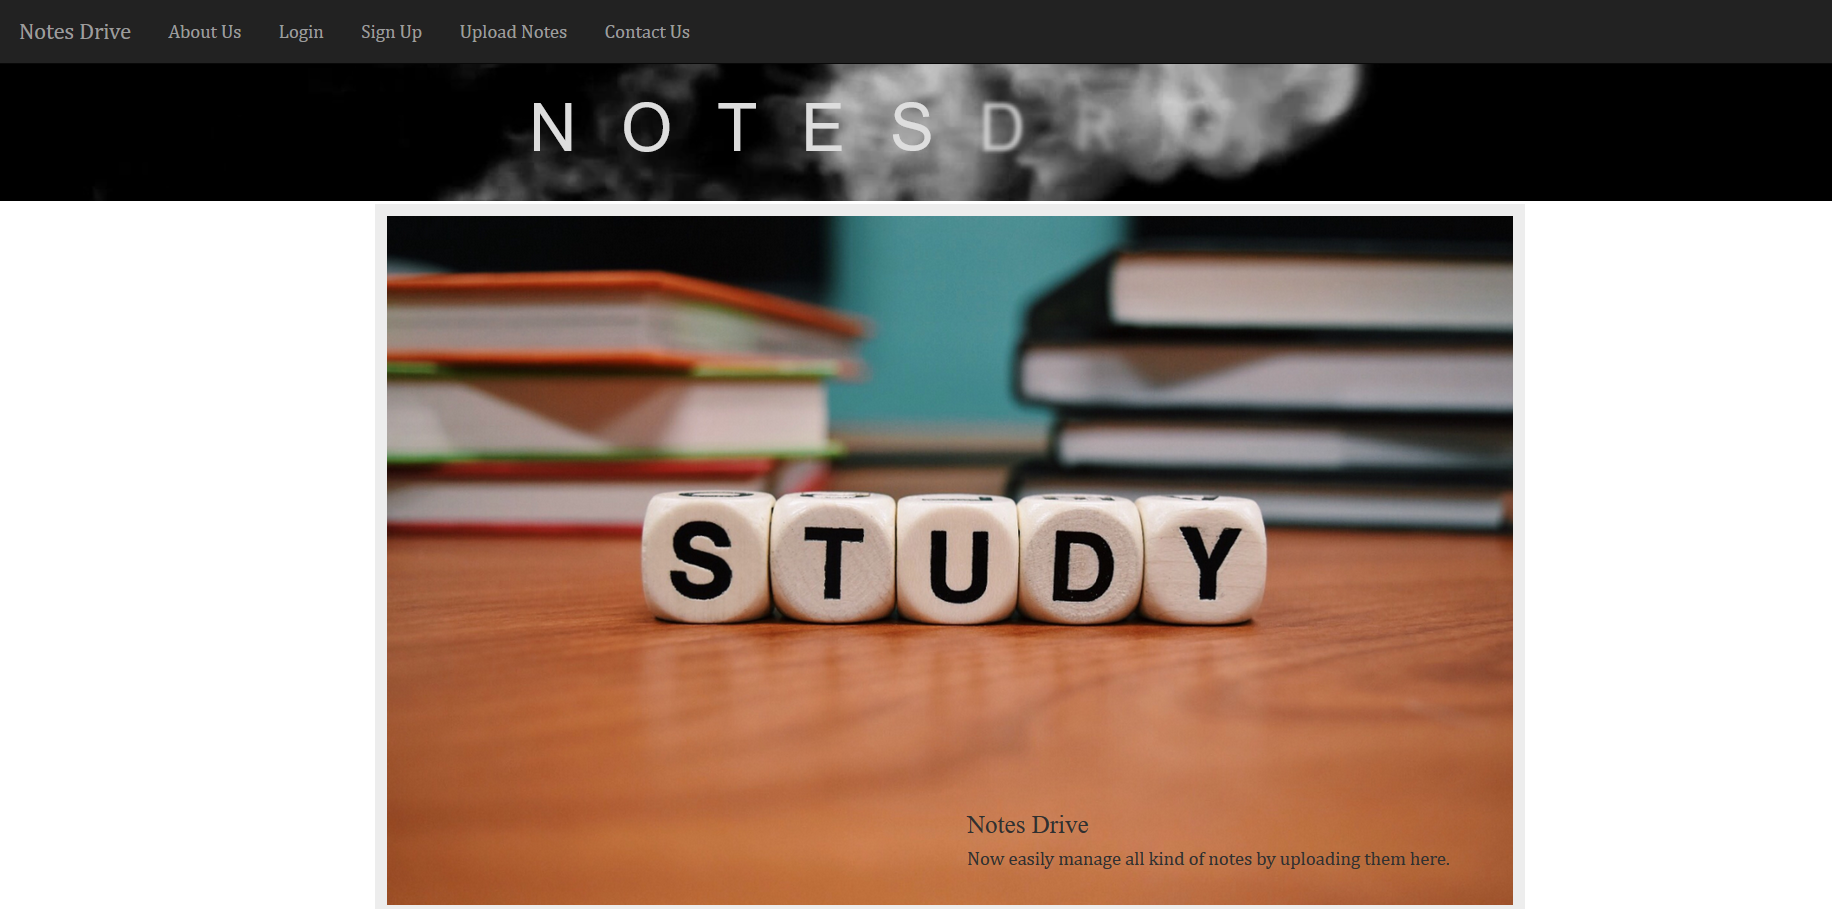 Notes Drive About Us Login Sign Up Upload Notes Contact Us
N O T E S D R
S T U D Y
Notes Drive
Now easily manage all kind of notes by uploading them here.